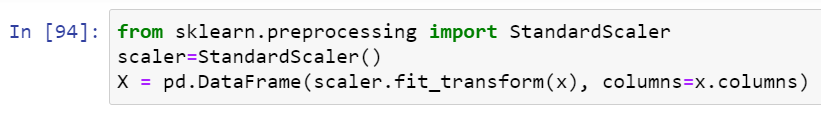 In [94]: from sklearn.preprocessing import StandardScaler
scaler=StandardScaler()
X = pd.DataFrame(scaler.fit_transform(x), columns=x.columns)